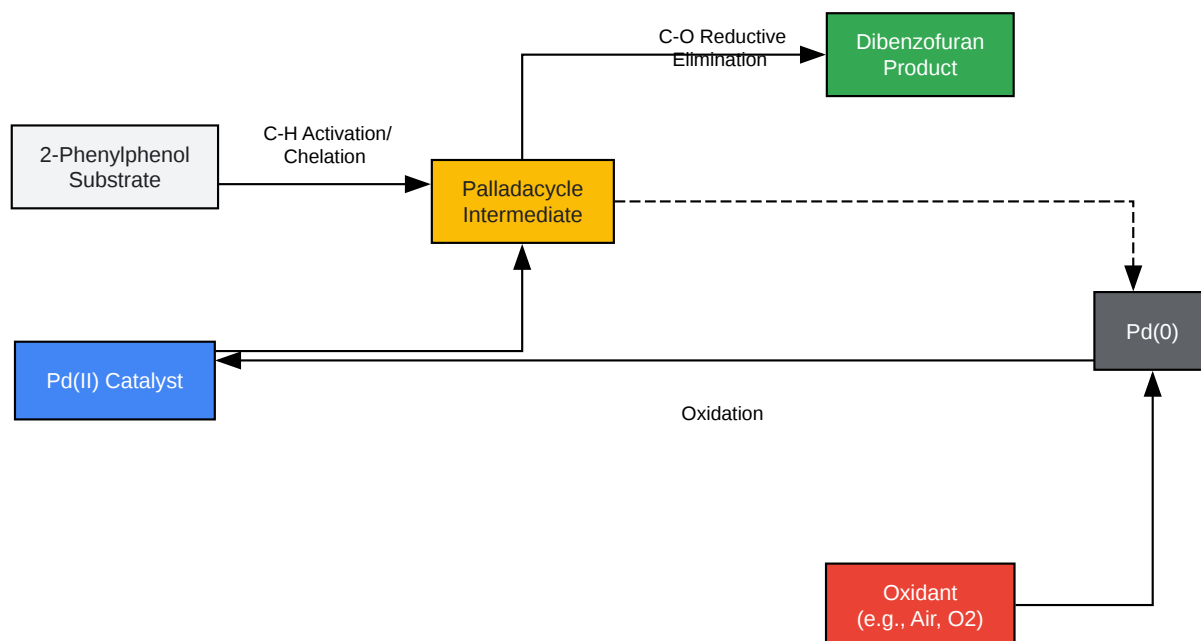 C-O Reductive
Elimination
Dibenzofuran
Product
2-Phenylphenol
Substrate
C-H Activation/
Chelation
Palladacycle
Intermediate
Pd(0)
Pd(II) Catalyst
Oxidation
Oxidant
(e.g., Air, O2)